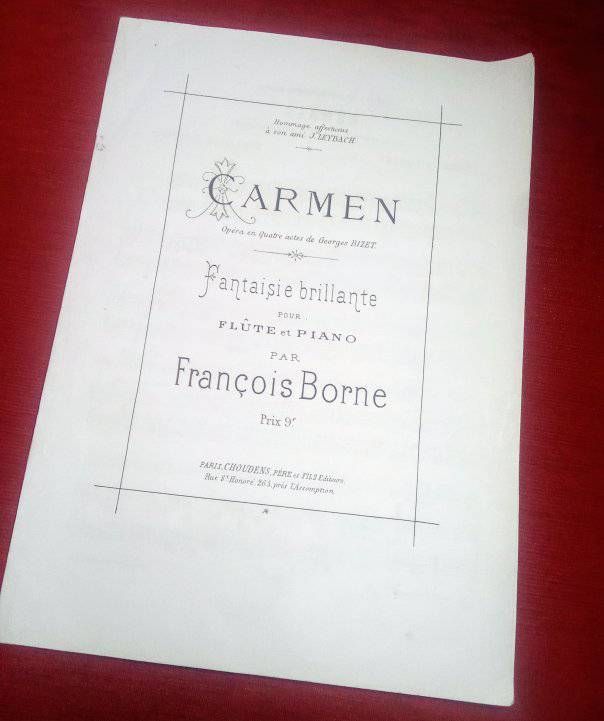 Hommage affectueux
à son ami J. LEYBACH
CARMEN
Opéra en Quatre actes de Georges BIZET.
Fantaisie brillante
POUR
FLÛTE et PIANO
PAR
François Borne
Prix 9f
PARIS, CHOUDENS, PÈRE et FILS Editeurs
Rue St Honoré, 265, près l'Assomption